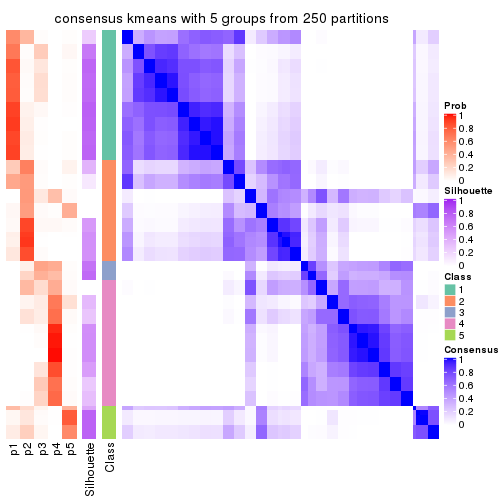 consensus kmeans with 5 groups from 250 partitions
Prob
1
0.8
0.6
0.4
0.2
0
Silhouette
1
0.8
0.6
0.4
0.2
0
Class
1
2
3
4
5
Consensus
1
0.8
0.6
0.4
0.2
0
p1
p2
p3
p4
p5
Silhouette
Class